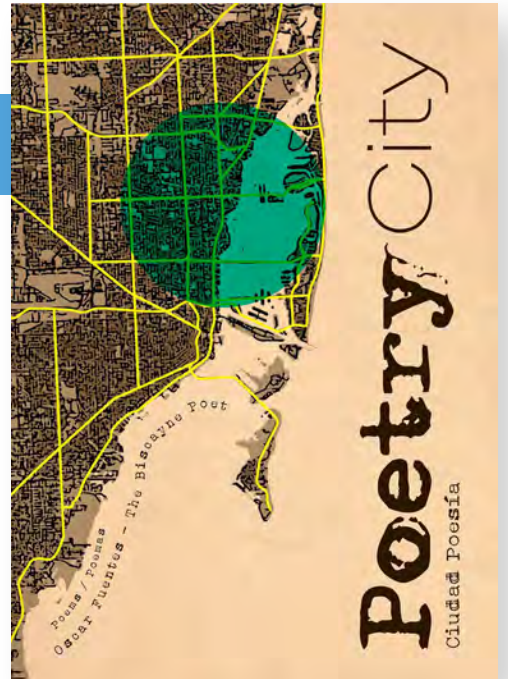 Poetry City
Ciudad Poesía
Poems / Poemas
Oscar Fuentes - The Biscayne Poet